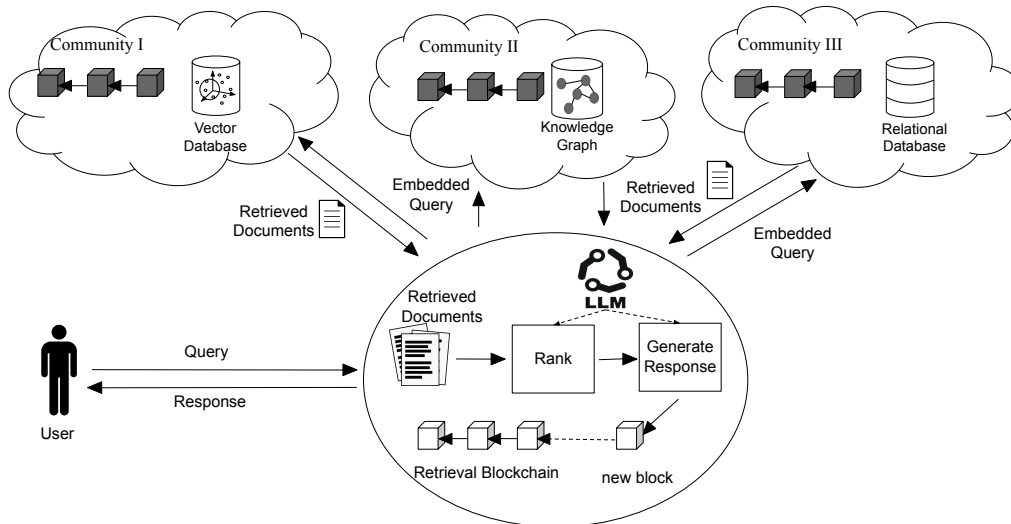 Community I
Community II
Community III
Vector
Database
Knowledge
Graph
Relational
Database
Retrieved
Documents
Embedded
Query
Retrieved
Documents
Embedded
Query
LLM
Retrieved
Documents
Rank
Generate
Response
Query
Response
User
Retrieval Blockchain
new block